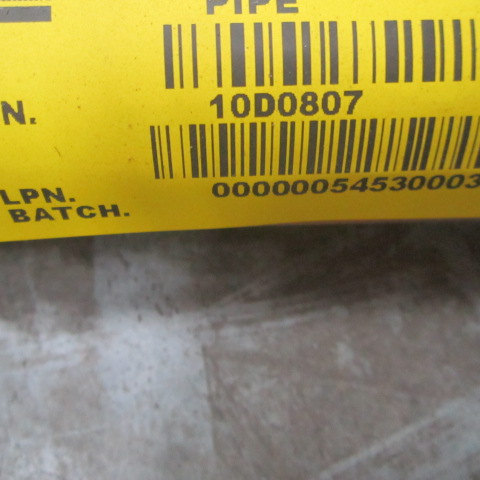 PIPE
10D0807
N.
00000054530003
LPN.
BATCH.